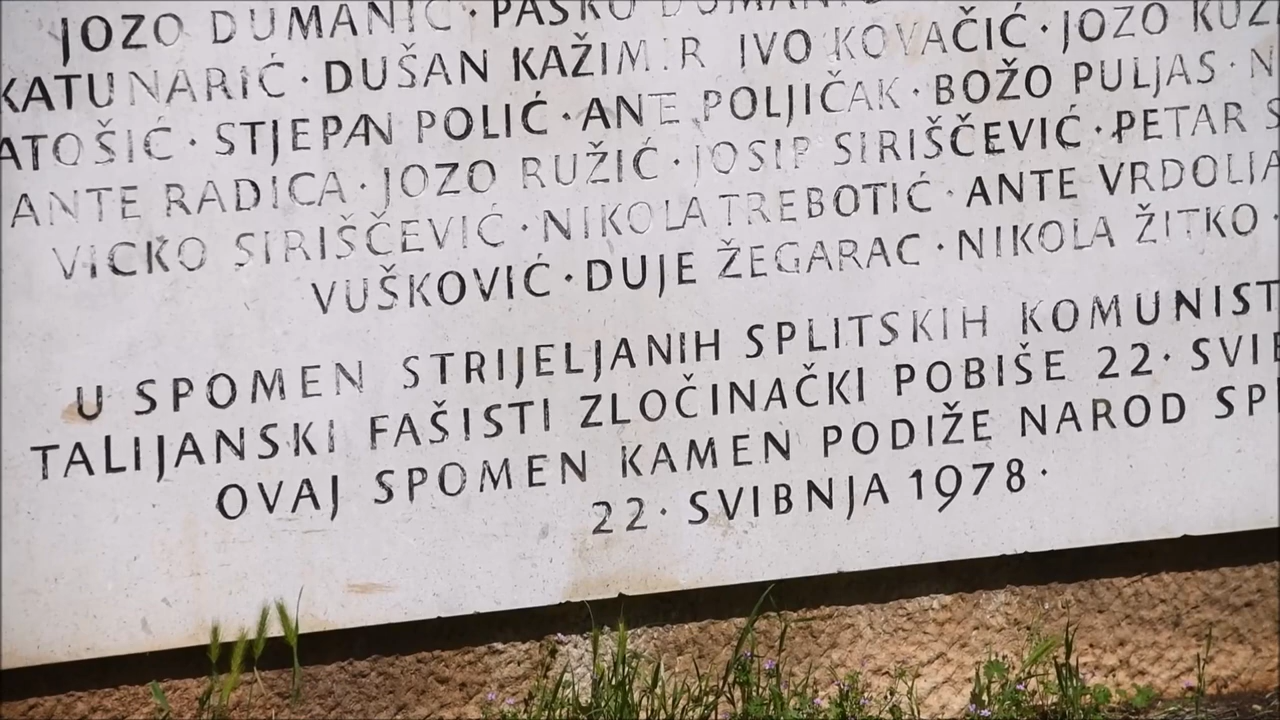 JOZO DUMANIĆ · PAŠKO
KATUNARIĆ · DUŠAN KAŽIMIR IVO KOVAČIĆ · JOZO
STJEPAN POLIĆ · ANTE POLJIČAK · BOŽO PULJAS ·
ANTE RADICA · JOZO RUŽIĆ · JOSIP SIRIŠČEVIĆ · PETAR
VICKO SIRIŠČEVIĆ · NIKOLA TREBOTIĆ · ANTE
VUŠKOVIĆ · DUJE ŽEGARAC · NIKOLA ŽITKO ·
U SPOMEN STRIJELJANIH SPLITSKIH KOMUNIST
TALIJANSKI FAŠISTI ZLOČINAČKI POBIŠE 22· SVIB
OVAJ SPOMEN KAMEN PODIŽE NAROD SP
22· SVIBNJA 1978·